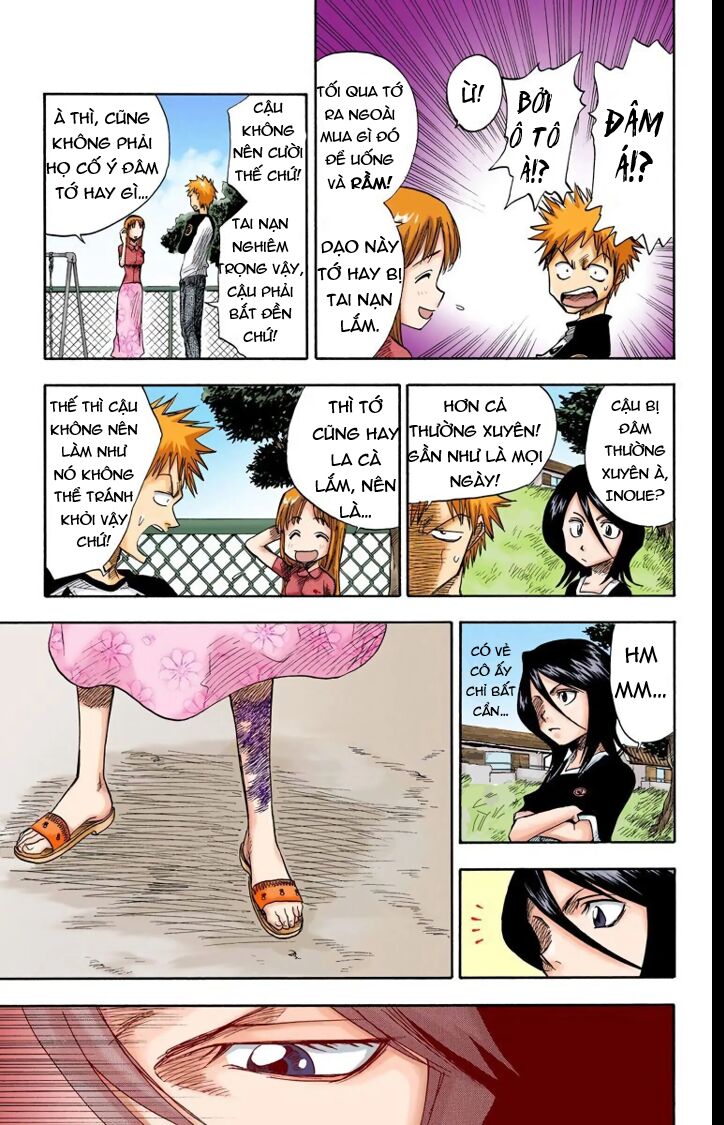 ĐÂM
Á!?
BỞI
Ô TÔ
À!?
Ừ!
TỐI QUA TỚ
RA NGOÀI
MUA GÌ ĐÓ
ĐỂ UỐNG
VÀ RẦM!
DẠO NÀY
TỚ HAY BỊ
TAI NẠN
LẮM.
CẬU
KHÔNG
NÊN CƯỜI
THẾ CHỨ!
TAI NẠN
NGHIÊM
TRỌNG VẬY,
CẬU PHẢI
BẮT ĐỀN
CHỨ!
À THÌ, CŨNG
KHÔNG PHẢI
HỌ CỐ Ý ĐÂM
TỚ HAY GÌ...
CẬU BỊ
ĐÂM
THƯỜNG
XUYÊN À,
INOUE?
HƠN CẢ
THƯỜNG XUYÊN!
GẦN NHƯ LÀ MỌI
NGÀY!
THÌ TỚ
CŨNG HAY
LA CÀ
LẮM, NÊN
LÀ...
THẾ THÌ CẬU
KHÔNG NÊN
LÀM NHƯ
NÓ KHÔNG
THỂ TRÁNH
KHỎI VẬY
CHỨ!
HM
MM...
CÓ VẺ
CÔ ẤY
CHỈ BẤT
CẨN...